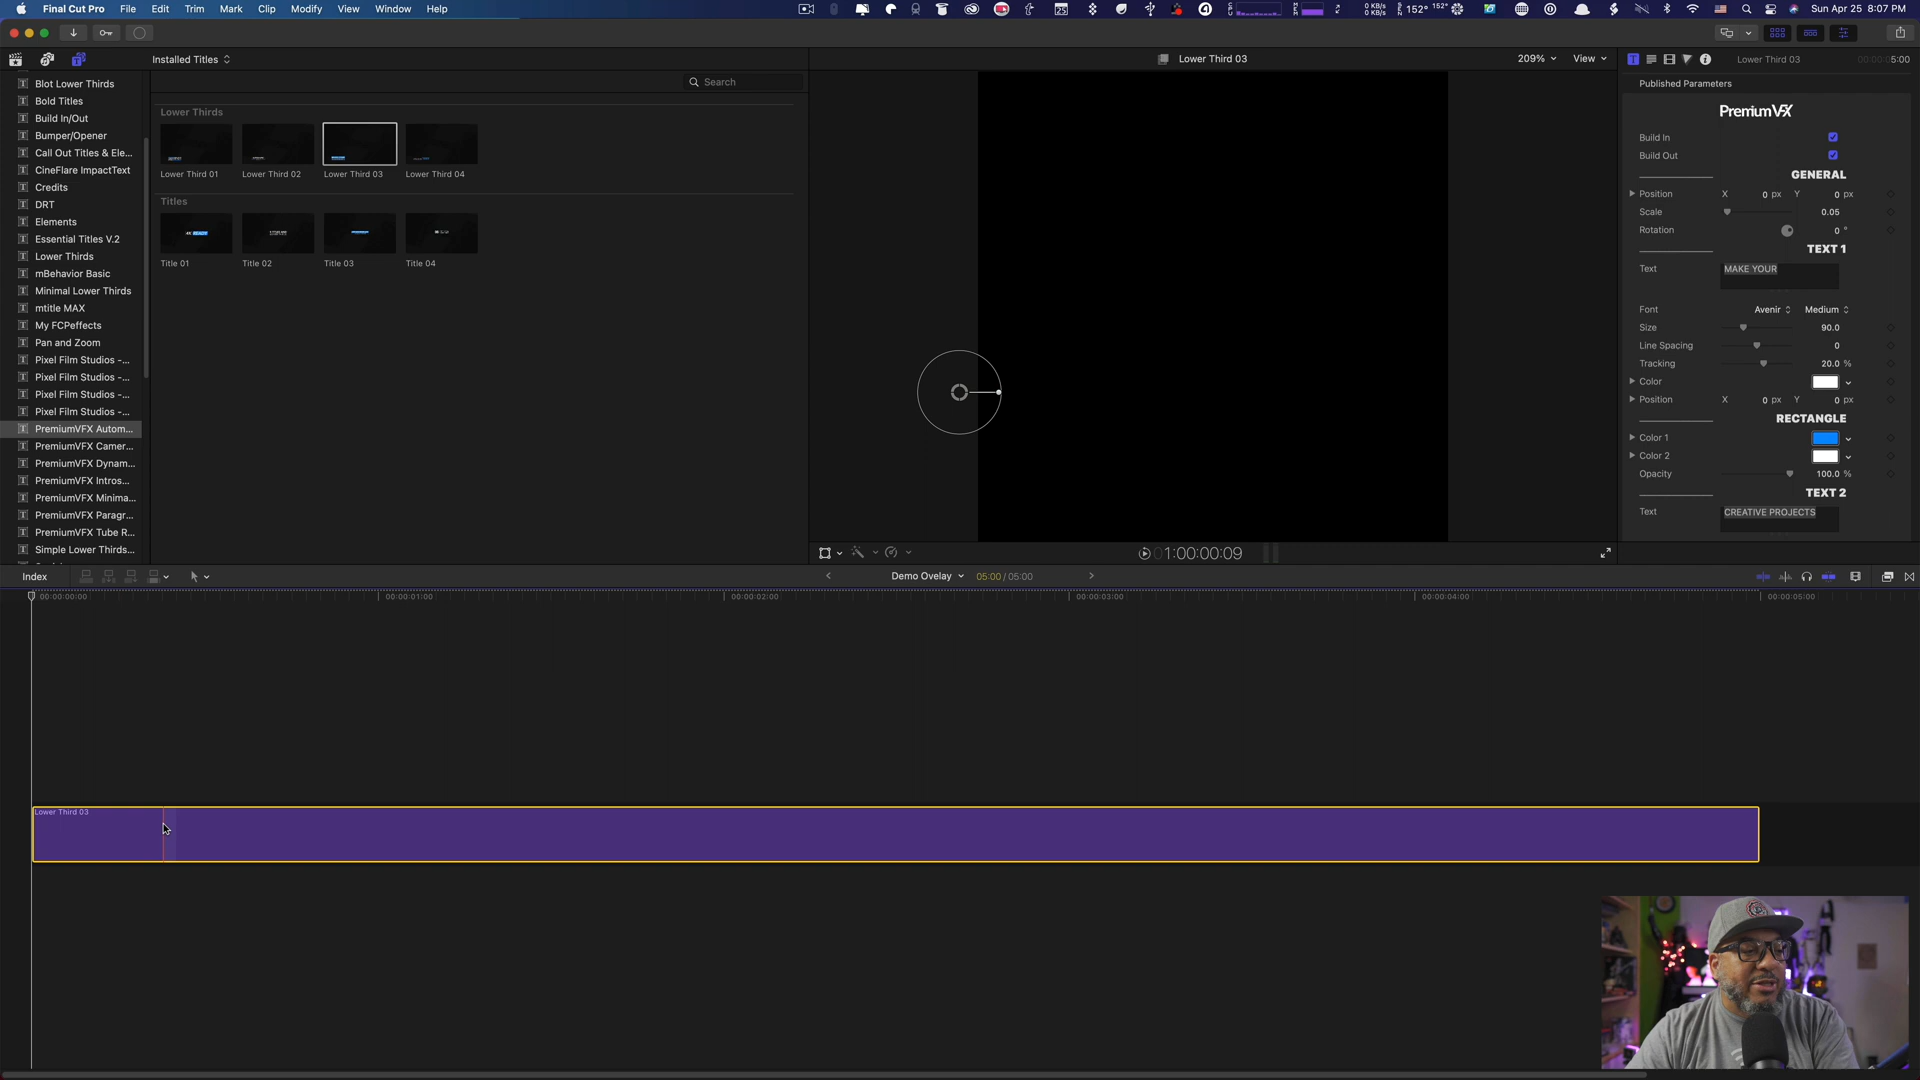 Final Cut Pro File Edit Trim Mark Clip Modify View Window Help
0 KB/s 0 KB/s 152° 152° Sun Apr 25 8:07 PM
Installed Titles
Search
Blot Lower Thirds
Bold Titles
Build In/Out
Bumper/Opener
Call Out Titles & Ele...
CineFlare ImpactText
Credits
DRT
Elements
Essential Titles V.2
Lower Thirds
mBehavior Basic
Minimal Lower Thirds
mtitle MAX
My FCPeffects
Pan and Zoom
Pixel Film Studios -...
Pixel Film Studios -...
Pixel Film Studios -...
Pixel Film Studios -...
PremiumVFX Autom...
PremiumVFX Camer...
PremiumVFX Dynam...
PremiumVFX Intros...
PremiumVFX Minima...
PremiumVFX Paragr...
PremiumVFX Tube R...
Simple Lower Thirds...
Lower Thirds
Lower Third 01 Lower Third 02 Lower Third 03 Lower Third 04
Titles
Title 01 Title 02 Title 03 Title 04
Lower Third 03
209% View
1:00:00:09
Lower Third 03 5:00
Published Parameters
PremiumVFX
Build In
Build Out
GENERAL
Position X 0 px Y 0 px
Scale 0.05
Rotation 0 °
TEXT 1
Text MAKE YOUR
Font Avenir Medium
Size 90.0
Line Spacing 0
Tracking 20.0 %
Color
Position X 0 px Y 0 px
RECTANGLE
Color 1
Color 2
Opacity 100.0 %
TEXT 2
Text CREATIVE PROJECTS
Index
Demo Ovelay 05:00 / 05:00
00:00:00:00 00:00:01:00 00:00:02:00 00:00:03:00 00:00:04:00 00:00:05:00
Lower Third 03